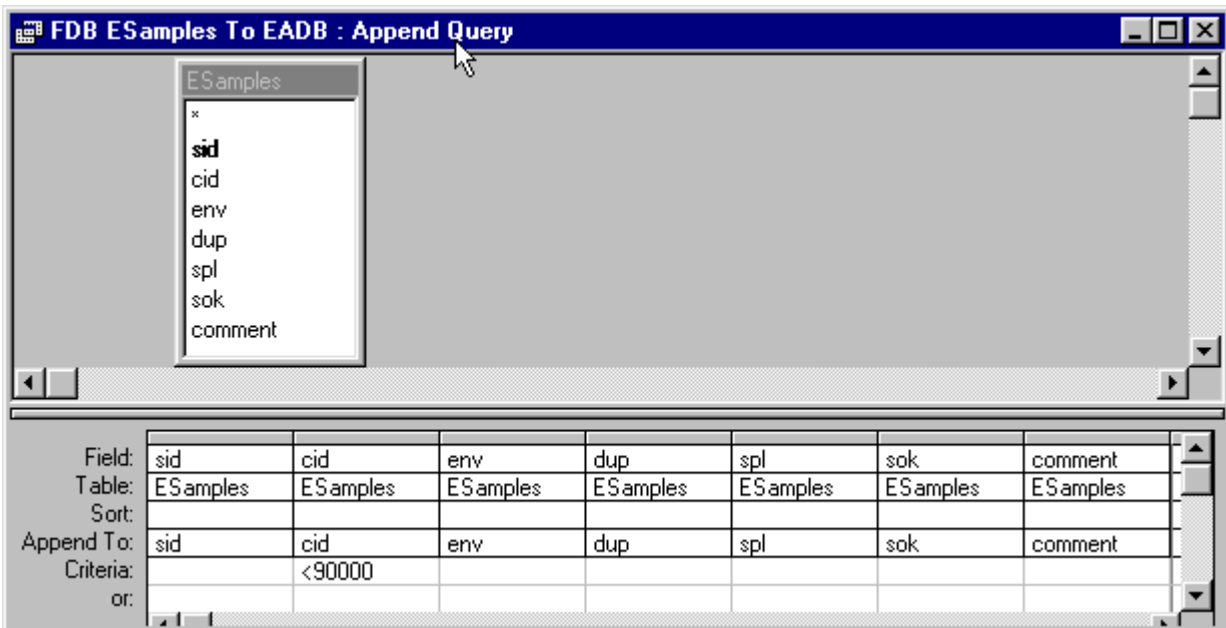 FDB ESamples To EADB : Append Query
ESamples
*
sid
cid
env
dup
spl
sok
comment
Field: sid cid env dup spl sok comment
Table: ESamples ESamples ESamples ESamples ESamples ESamples ESamples
Sort:
Append To: sid cid env dup spl sok comment
Criteria: <90000
or: